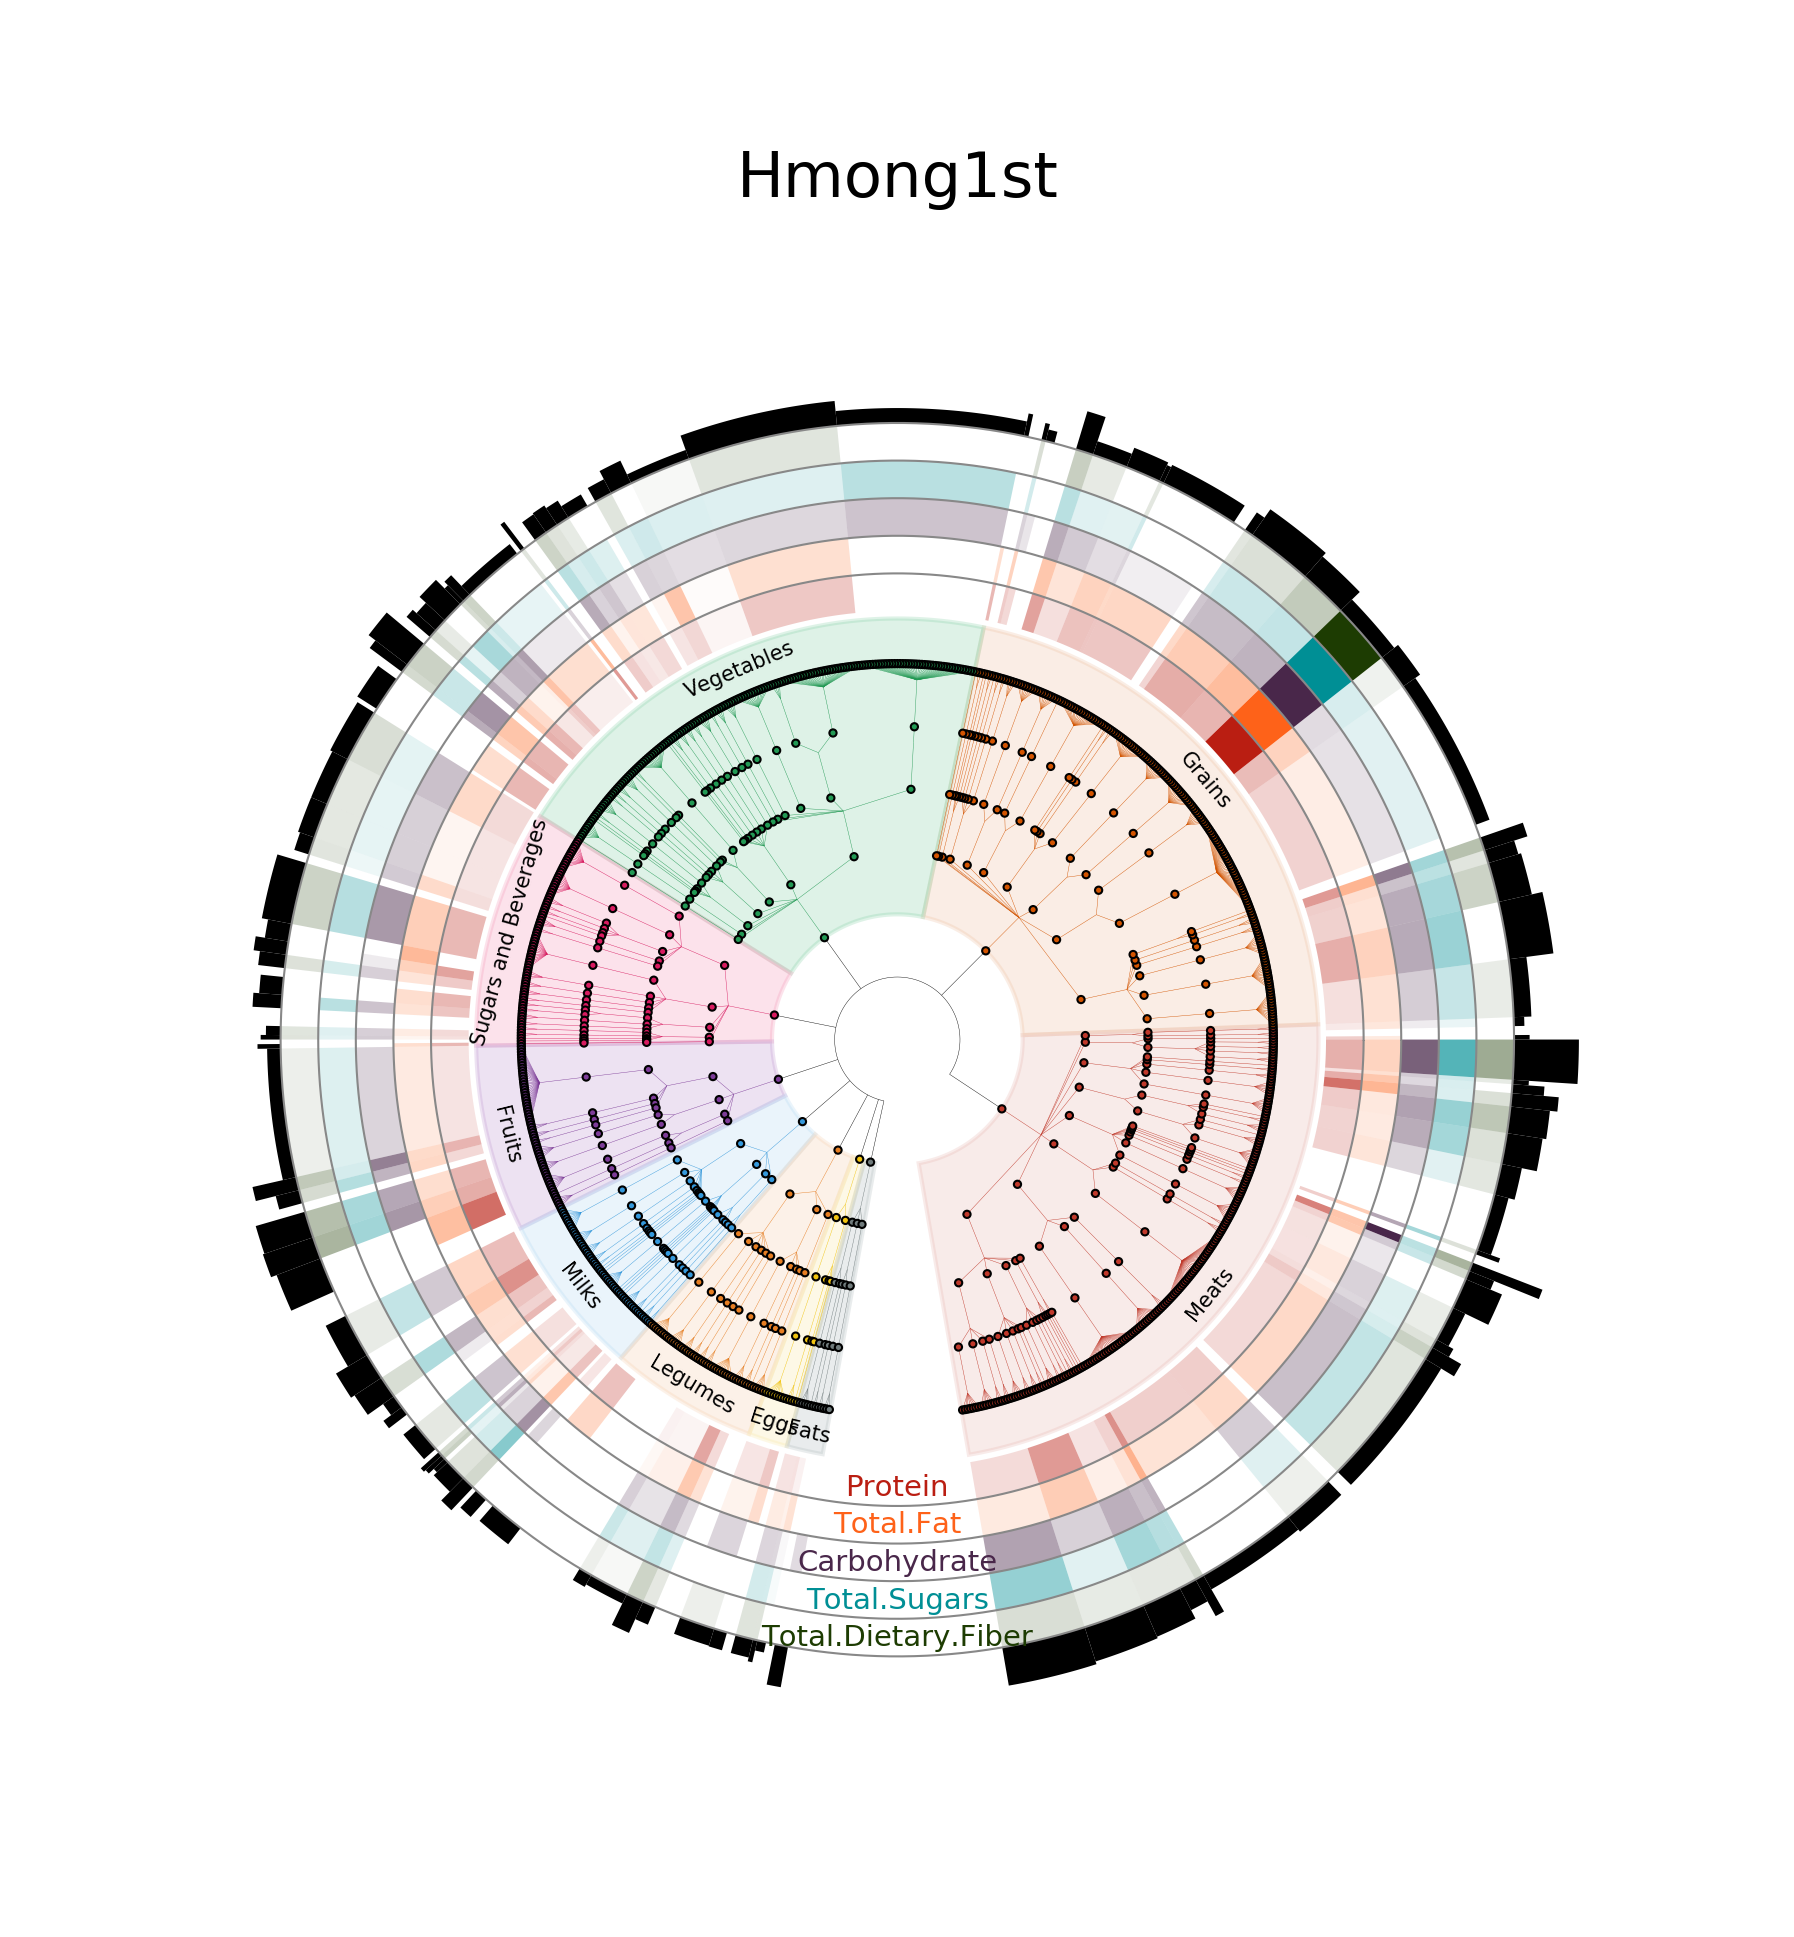 Hmong1st
Vegetables
Grains
Sugars and Beverages
Fruits
Milks
Meats
Legumes
Eggs
Fats
Protein
Total.Fat
Carbohydrate
Total.Sugars
Total.Dietary.Fiber